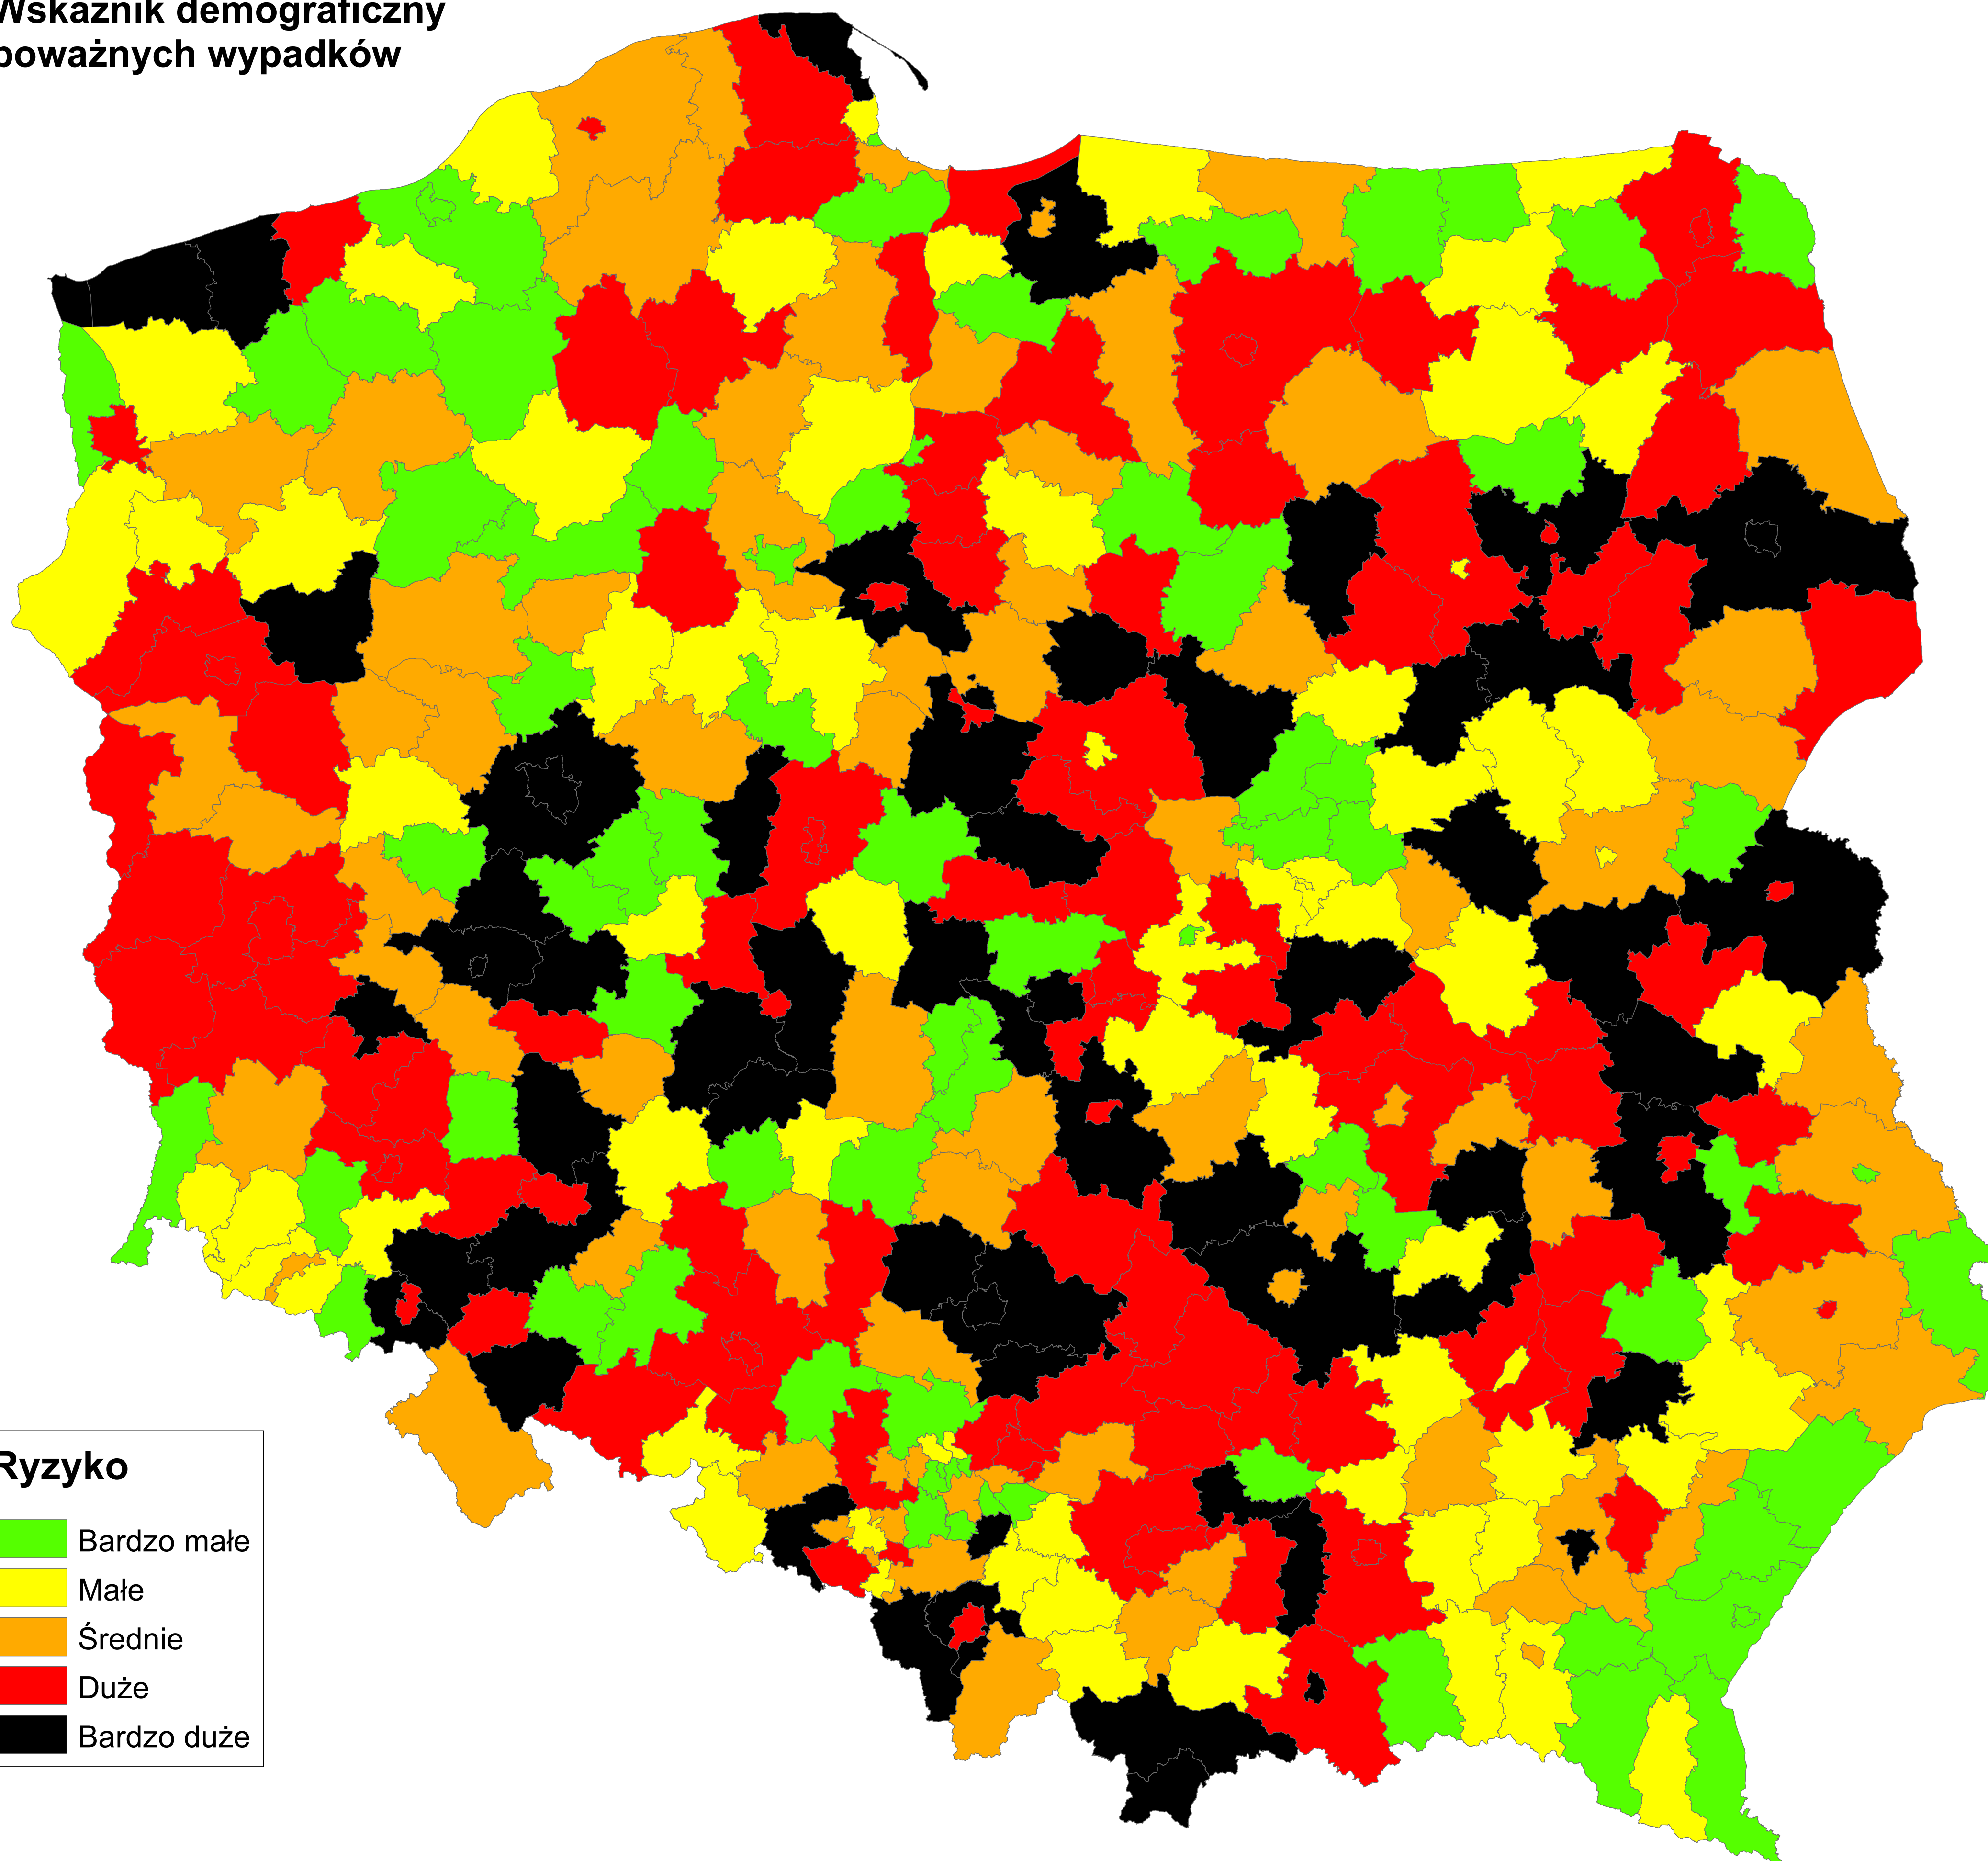 Wskaźnik demograficzny
poważnych wypadków
Ryzyko
Bardzo małe
Małe
Średnie
Duże
Bardzo duże